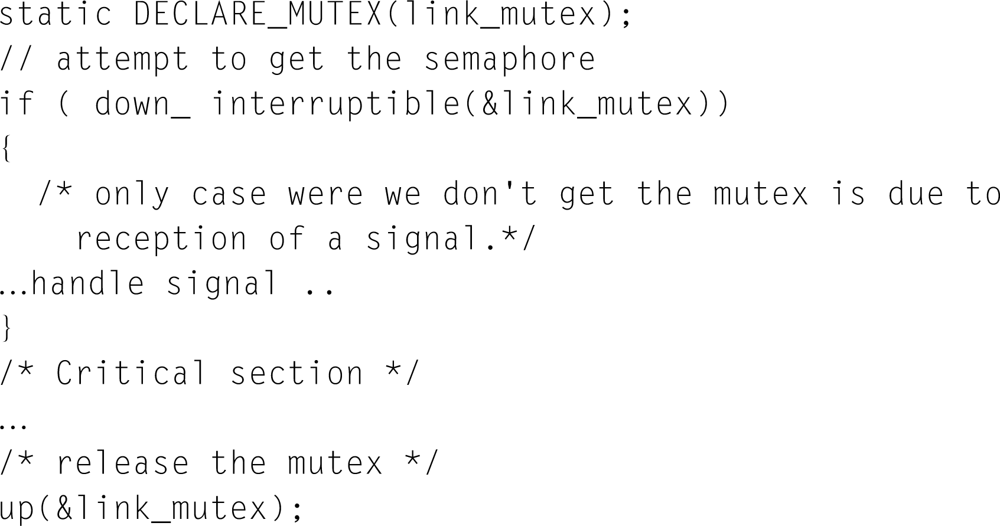 static DECLARE_MUTEX(link_mutex);
// attempt to get the semaphore
if ( down_ interruptible(&link_mutex))
{
/* only case were we don't get the mutex is due to
reception of a signal.*/
…handle signal ..
}
/* Critical section */
…
/* release the mutex */
up(&link_mutex);